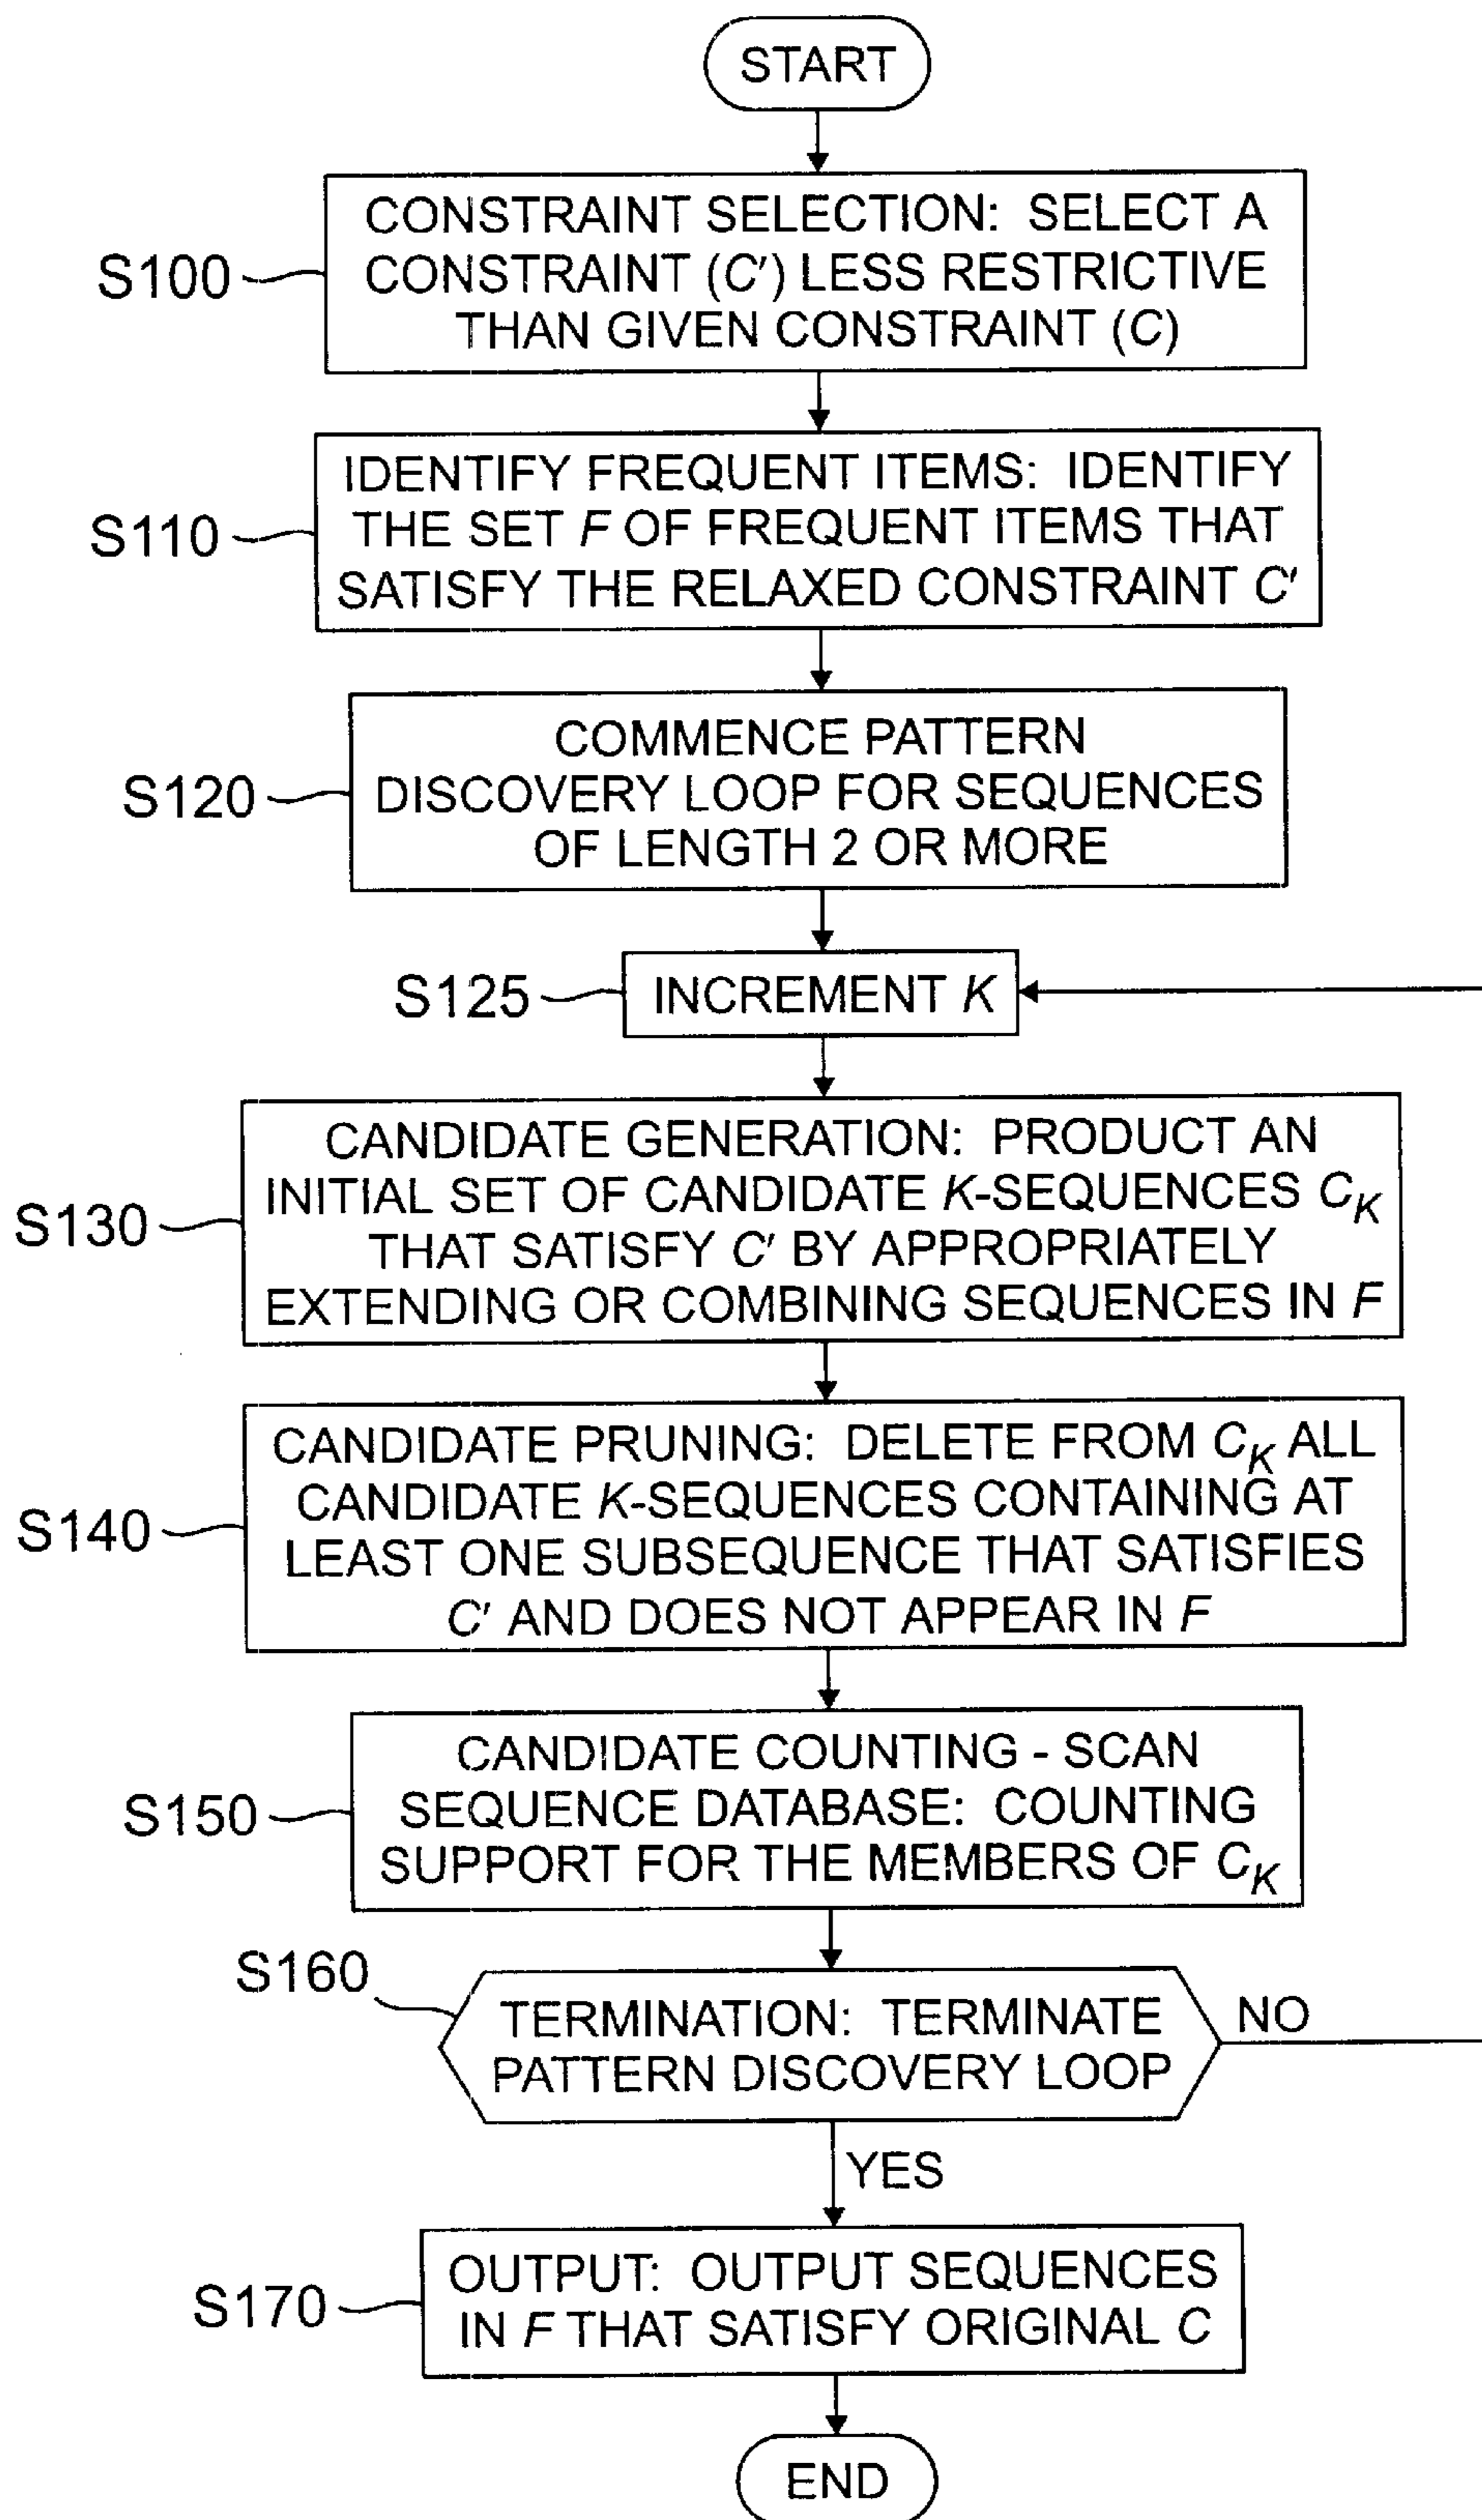 START
S100
CONSTRAINT SELECTION: SELECT A
CONSTRAINT (C') LESS RESTRICTIVE
THAN GIVEN CONSTRAINT (C)
S110
IDENTIFY FREQUENT ITEMS: IDENTIFY
THE SET F OF FREQUENT ITEMS THAT
SATISFY THE RELAXED CONSTRAINT C'
S120
COMMENCE PATTERN
DISCOVERY LOOP FOR SEQUENCES
OF LENGTH 2 OR MORE
S125
INCREMENT K
S130
CANDIDATE GENERATION: PRODUCT AN
INITIAL SET OF CANDIDATE K-SEQUENCES CK
THAT SATISFY C' BY APPROPRIATELY
EXTENDING OR COMBINING SEQUENCES IN F
S140
CANDIDATE PRUNING: DELETE FROM CK ALL
CANDIDATE K-SEQUENCES CONTAINING AT
LEAST ONE SUBSEQUENCE THAT SATISFIES
C' AND DOES NOT APPEAR IN F
S150
CANDIDATE COUNTING - SCAN
SEQUENCE DATABASE: COUNTING
SUPPORT FOR THE MEMBERS OF CK
S160
TERMINATION: TERMINATE
PATTERN DISCOVERY LOOP
NO
YES
S170
OUTPUT: OUTPUT SEQUENCES
IN F THAT SATISFY ORIGINAL C
END